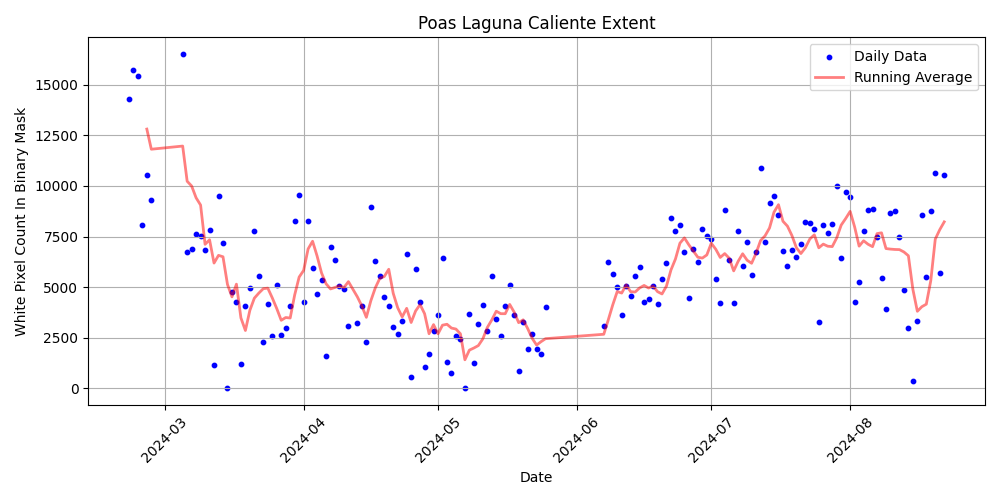 Poas Laguna Caliente Extent
Daily Data
Running Average
White Pixel Count In Binary Mask
15000
12500
10000
7500
5000
2500
0
2024-03
2024-04
2024-05
2024-06
2024-07
2024-08
Date